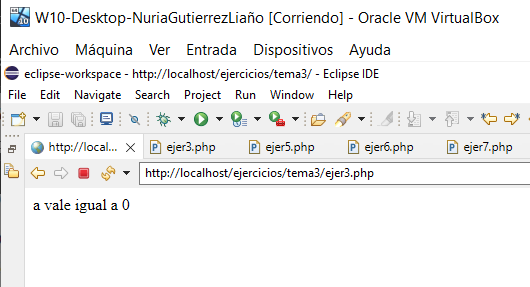 W10-Desktop-NuriaGutierrezLiaño [Corriendo] - Oracle VM VirtualBox
Archivo Máquina Ver Entrada Dispositivos Ayuda
eclipse-workspace - http://localhost/ejercicios/tema3/ - Eclipse IDE
File Edit Navigate Search Project Run Window Help
http://local... ejer3.php ejer5.php ejer6.php ejer7.php
http://localhost/ejercicios/tema3/ejer3.php
a vale igual a 0